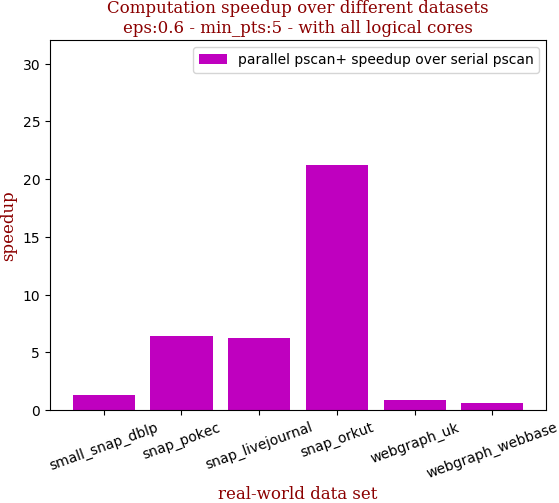 Computation speedup over different datasets
eps:0.6 - min_pts:5 - with all logical cores
parallel pscan+ speedup over serial pscan
speedup
30
25
20
15
10
5
0
small_snap_dblp
snap_pokec
snap_livejournal
snap_orkut
webgraph_uk
webgraph_webbase
real-world data set